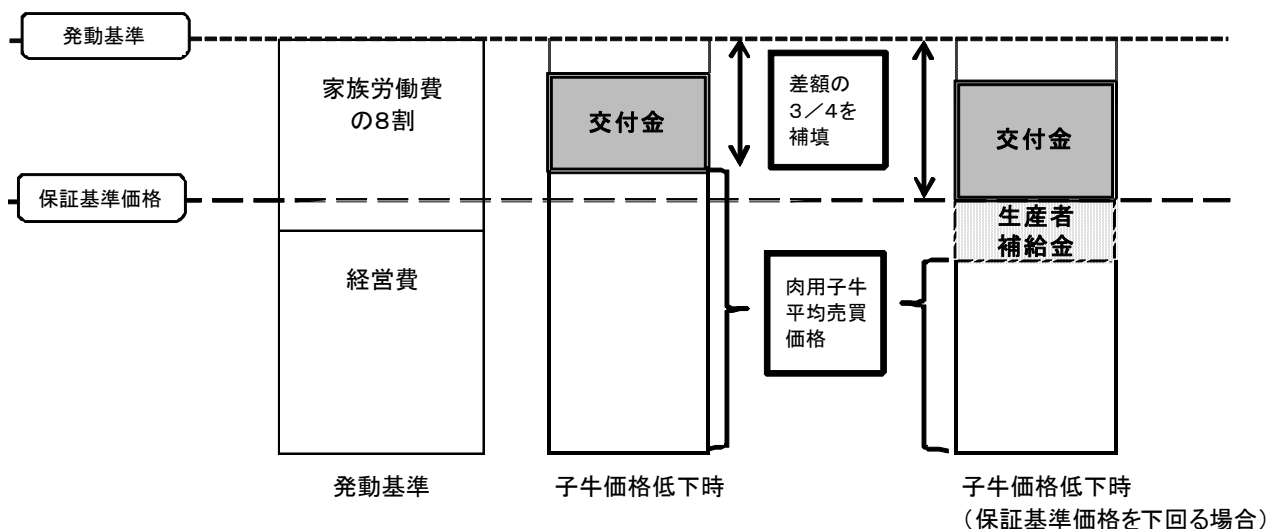 発動基準
家族労働費
の8割
交付金
差額の
3/4を
補填
交付金
保証基準価格
生産者
補給金
経営費
肉用子牛
平均売買
価格
発動基準
子牛価格低下時
子牛価格低下時
(保証基準価格を下回る場合)